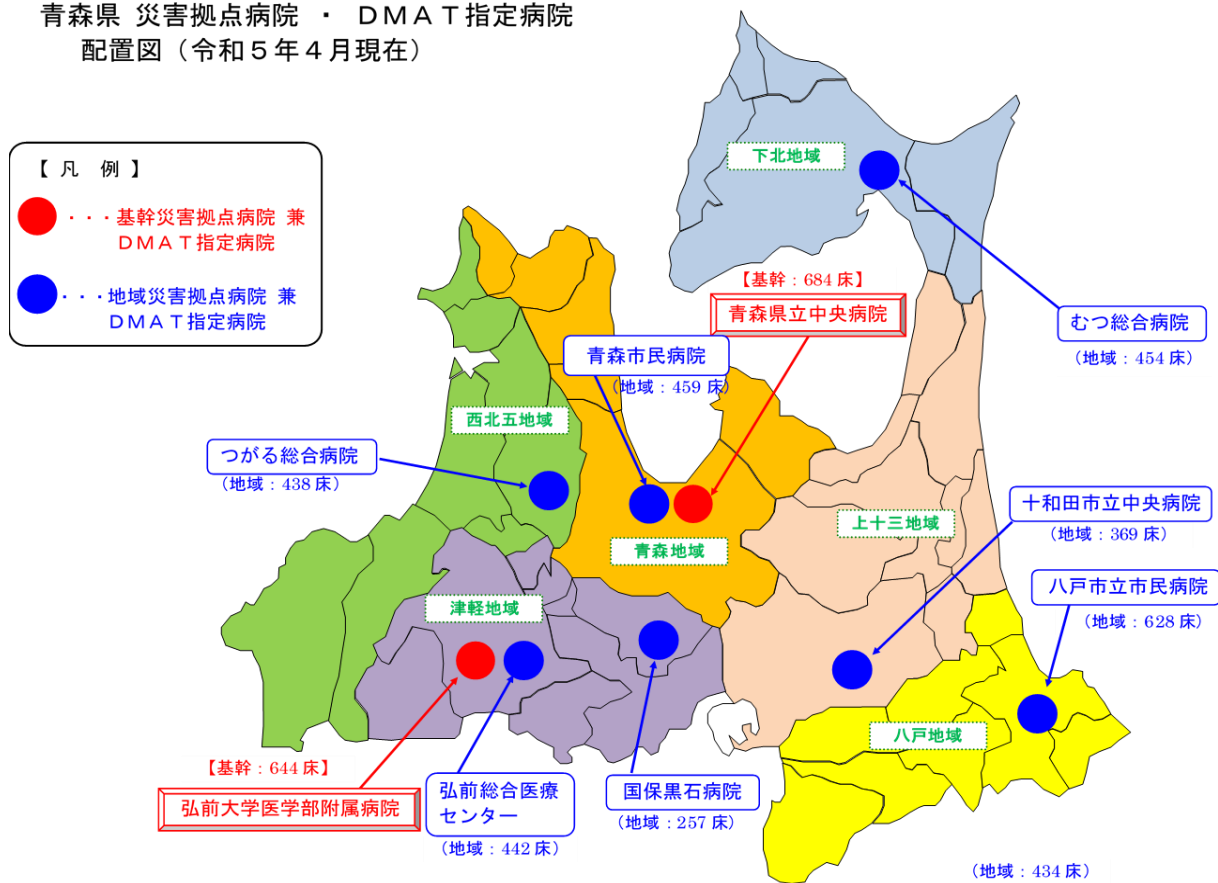 青森県 災害拠点病院 ・ ＤＭＡＴ指定病院
配置図（令和５年４月現在）
【 凡 例 】
・・・基幹災害拠点病院 兼
ＤＭＡＴ指定病院
・・・地域災害拠点病院 兼
ＤＭＡＴ指定病院
下北地域
【基幹：684 床】
青森県立中央病院
むつ総合病院
（地域：454 床）
青森市民病院
（地域：459 床）
西北五地域
つがる総合病院
（地域：438 床）
青森地域
上十三地域
十和田市立中央病院
（地域：369 床）
八戸市立市民病院
（地域：628 床）
津軽地域
八戸地域
【基幹：644 床】
弘前大学医学部附属病院
弘前総合医療
センター
（地域：442 床）
国保黒石病院
（地域：257 床）
（地域：434 床）